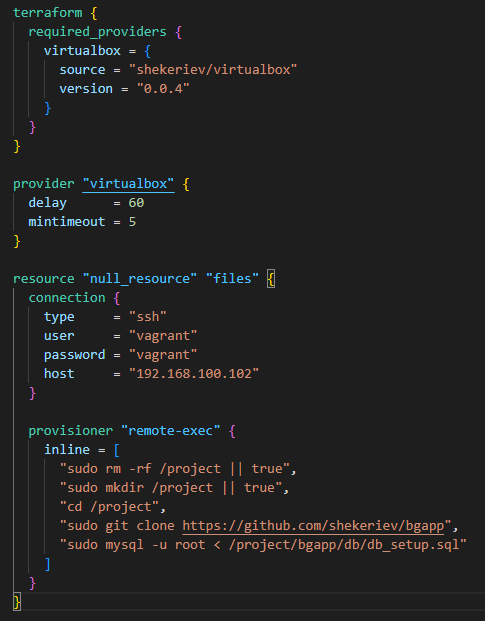 terraform {
  required_providers {
    virtualbox = {
      source = "shekeriev/virtualbox"
      version = "0.0.4"
    }
  }
}

provider "virtualbox" {
  delay      = 60
  mintimeout = 5
}

resource "null_resource" "files" {
  connection {
    type     = "ssh"
    user     = "vagrant"
    password = "vagrant"
    host     = "192.168.100.102"
  }

  provisioner "remote-exec" {
    inline = [
      "sudo rm -rf /project || true",
      "sudo mkdir /project || true",
      "cd /project",
      "sudo git clone https://github.com/shekeriev/bgapp",
      "sudo mysql -u root < /project/bgapp/db/db_setup.sql"
    ]
  }
}